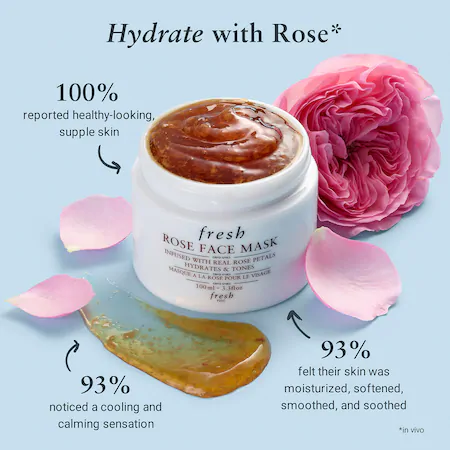 Hydrate with Rose*
100%
reported healthy-looking,
supple skin
fresh
ROSE FACE MASK
INFUSED WITH REAL ROSE PETALS
HYDRATES & TONES
MASQUE A LA ROSE POUR LE VISAGE
100 ml - 3.3 fl oz
fresh
93%
noticed a cooling and
calming sensation
93%
felt their skin was
moisturized, softened,
smoothed, and soothed
*in vivo